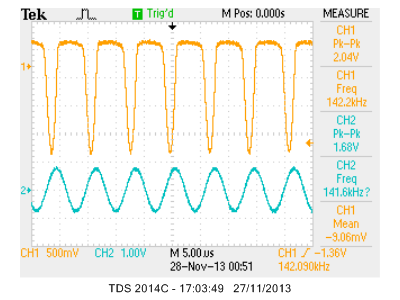 Tek T Trig'd M Pos: 0.000s MEASURE
CH1
Pk-Pk
2.04V
CH1
Freq
142.2kHz
CH2
Pk-Pk
1.68V
CH2
Freq
141.6kHz?
CH1
Mean
-9.06mV
1
2
CH1 500mV CH2 1.00V M 5.00us CH1 / -1.36V
28-Nov-13 00:51 142.090kHz
TDS 2014C - 17:03:49 27/11/2013